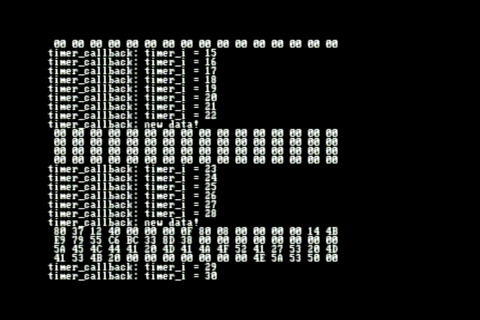 00 00 00 00 00 00 00 00 00 00 00 00 00 00 00 00
timer_callback: timer_i = 15
timer_callback: timer_i = 16
timer_callback: timer_i = 17
timer_callback: timer_i = 18
timer_callback: timer_i = 19
timer_callback: timer_i = 20
timer_callback: timer_i = 21
timer_callback: timer_i = 22
timer_callback: new data!
00 00 00 00 00 00 00 00 00 00 00 00 00 00 00 00
00 00 00 00 00 00 00 00 00 00 00 00 00 00 00 00
00 00 00 00 00 00 00 00 00 00 00 00 00 00 00 00
00 00 00 00 00 00 00 00 00 00 00 00 00 00 00 00
timer_callback: timer_i = 23
timer_callback: timer_i = 24
timer_callback: timer_i = 25
timer_callback: timer_i = 26
timer_callback: timer_i = 27
timer_callback: timer_i = 28
timer_callback: new data!
80 37 12 40 00 00 00 0F 80 08 00 00 00 00 14 4B
E9 79 55 C6 BC 33 8D 38 00 00 00 00 00 00 00 00
5A 45 4C 44 41 20 4D 41 4A 4F 52 41 27 53 20 4D
41 53 4B 20 00 00 00 00 00 00 00 4E 5A 53 50 00
timer_callback: timer_i = 29
timer_callback: timer_i = 30